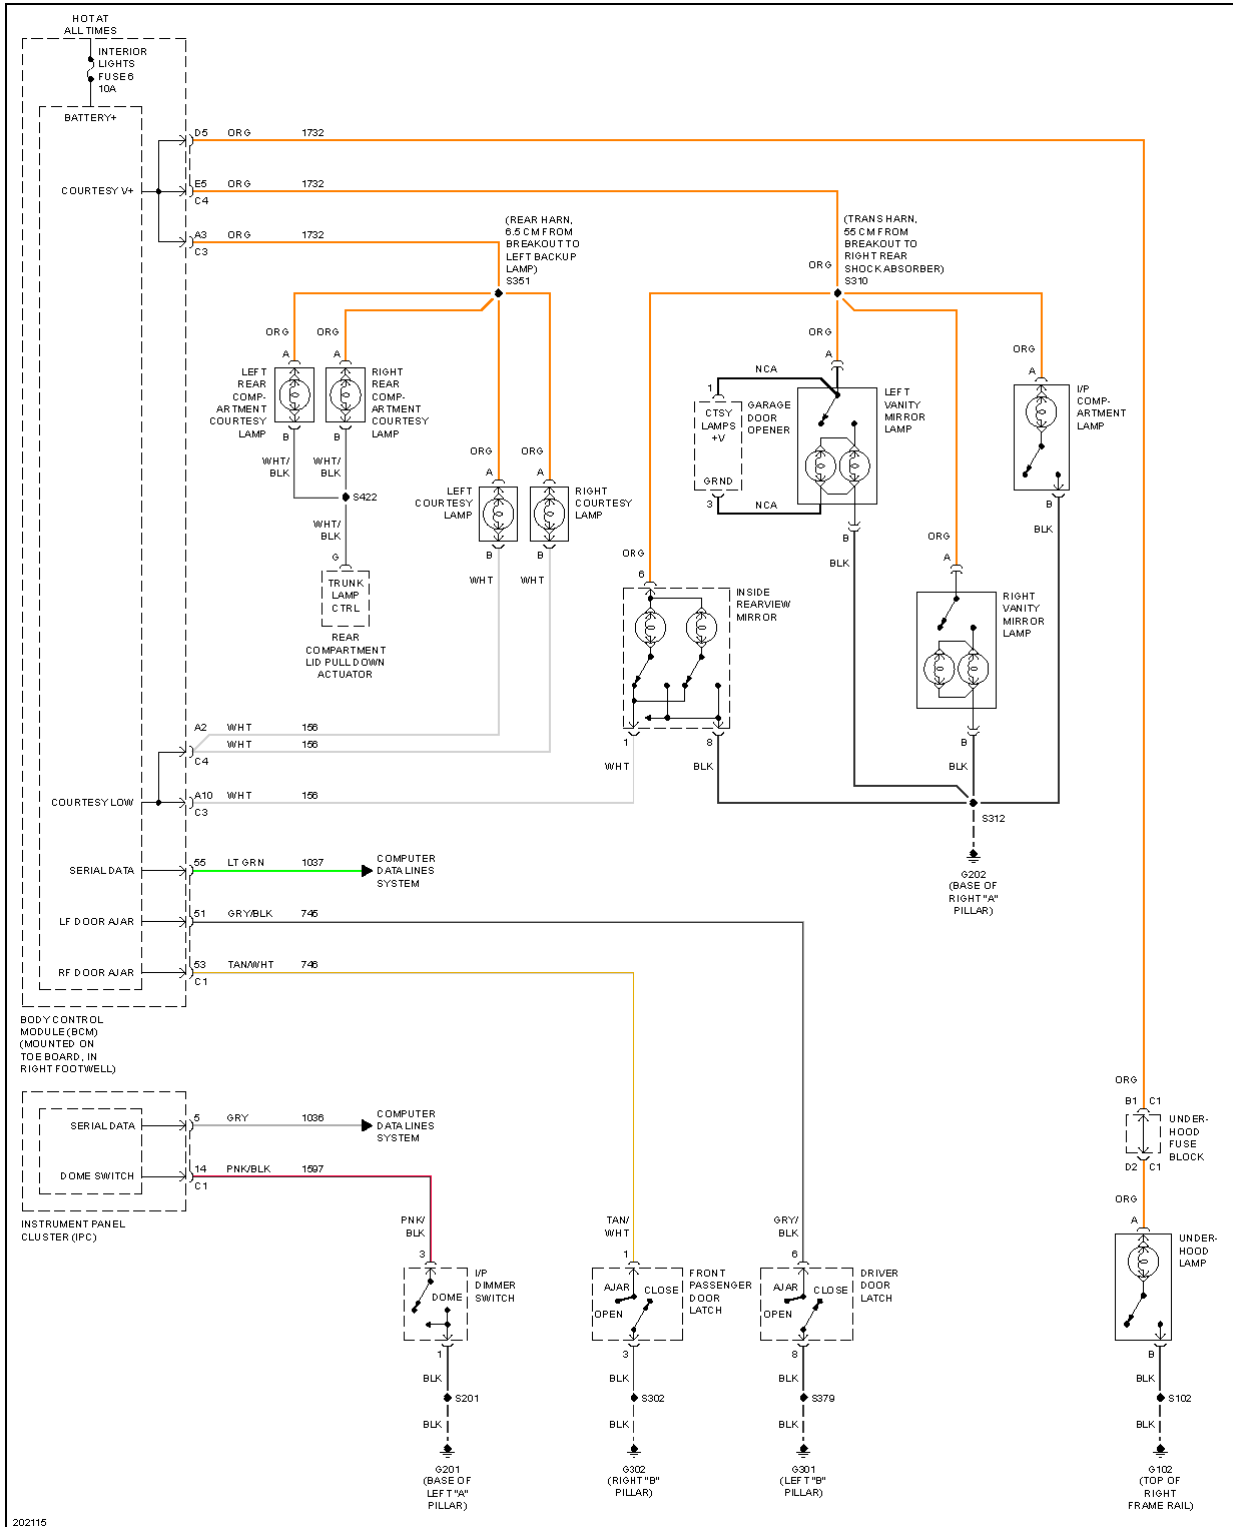 HOT AT
ALL TIMES
INTERIOR
LIGHTS
FUSE 6
10A
BATTERY+
D5 ORG 1732
COURTESY V+
E5 ORG 1732
C4
A3 ORG 1732
C3
(REAR HARN,
6.5 CM FROM
BREAKOUT TO
LEFT BACKUP
LAMP)
S351
(TRANS HARN,
55 CM FROM
BREAKOUT TO
RIGHT REAR
SHOCK ABSORBER)
S310
ORG
ORG
ORG
ORG
ORG
A
A
A
A
LEFT
REAR
COMP-
ARTMENT
COURTESY
LAMP
RIGHT
REAR
COMP-
ARTMENT
COURTESY
LAMP
B
B
WHT/
BLK
WHT/
BLK
S422
WHT/
BLK
G
TRUNK
LAMP
CTRL
REAR
COMPARTMENT
LID PULL DOWN
ACTUATOR
ORG
ORG
A
A
LEFT
COURTESY
LAMP
RIGHT
COURTESY
LAMP
B
B
WHT
WHT
NCA
1
CTSY
LAMPS
+V
GRND
3
NCA
GARAGE
DOOR
OPENER
LEFT
VANITY
MIRROR
LAMP
B
BLK
I/P
COMP-
ARTMENT
LAMP
B
BLK
ORG
6
INSIDE
REARVIEW
MIRROR
1
8
WHT
BLK
ORG
A
RIGHT
VANITY
MIRROR
LAMP
B
BLK
S312
G202
(BASE OF
RIGHT "A"
PILLAR)
A2 WHT 156
WHT 156
C4
COURTESY LOW
A10 WHT 156
C3
SERIAL DATA
55 LT GRN 1037
COMPUTER
DATA LINES
SYSTEM
LF DOOR AJAR
51 GRY/BLK 745
RF DOOR AJAR
53 TAN/WHT 746
C1
BODY CONTROL
MODULE (BCM)
(MOUNTED ON
TOE BOARD, IN
RIGHT FOOTWELL)
SERIAL DATA
5 GRY 1036
COMPUTER
DATA LINES
SYSTEM
DOME SWITCH
14 PNK/BLK 1597
C1
INSTRUMENT PANEL
CLUSTER (IPC)
PNK/
BLK
3
I/P
DIMMER
SWITCH
DOME
1
BLK
S201
BLK
G201
(BASE OF
LEFT "A"
PILLAR)
TAN/
WHT
1
AJAR
CLOSE
OPEN
FRONT
PASSENGER
DOOR
LATCH
3
BLK
S302
BLK
G302
(RIGHT "B"
PILLAR)
GRY/
BLK
6
AJAR
CLOSE
OPEN
DRIVER
DOOR
LATCH
8
BLK
S379
BLK
G301
(LEFT "B"
PILLAR)
ORG
B1 C1
UNDER-
HOOD
FUSE
BLOCK
D2 C1
ORG
A
UNDER-
HOOD
LAMP
B
BLK
S102
BLK
G102
(TOP OF
RIGHT
FRAME RAIL)
202115